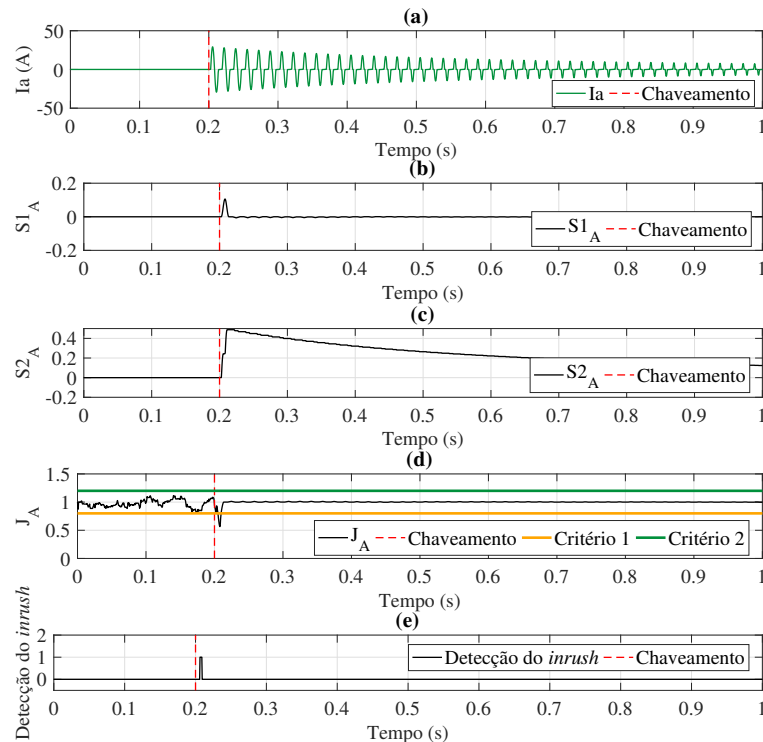 (a)
50
0
-50
Ia (A)
Ia
Chaveamento
0 0.1 0.2 0.3 0.4 0.5 0.6 0.7 0.8 0.9 1
Tempo (s)
(b)
0.2
0
-0.2
S1_A
S1_A
Chaveamento
0 0.1 0.2 0.3 0.4 0.5 0.6 0.7 0.8 0.9 1
Tempo (s)
(c)
0.4
0.2
0
-0.2
S2_A
S2_A
Chaveamento
0 0.1 0.2 0.3 0.4 0.5 0.6 0.7 0.8 0.9 1
Tempo (s)
(d)
1.5
1
0.5
0
J_A
J_A Chaveamento Critério 1 Critério 2
0 0.1 0.2 0.3 0.4 0.5 0.6 0.7 0.8 0.9 1
Tempo (s)
(e)
2
1
0
Detecção do inrush
Detecção do inrush Chaveamento
0 0.1 0.2 0.3 0.4 0.5 0.6 0.7 0.8 0.9 1
Tempo (s)